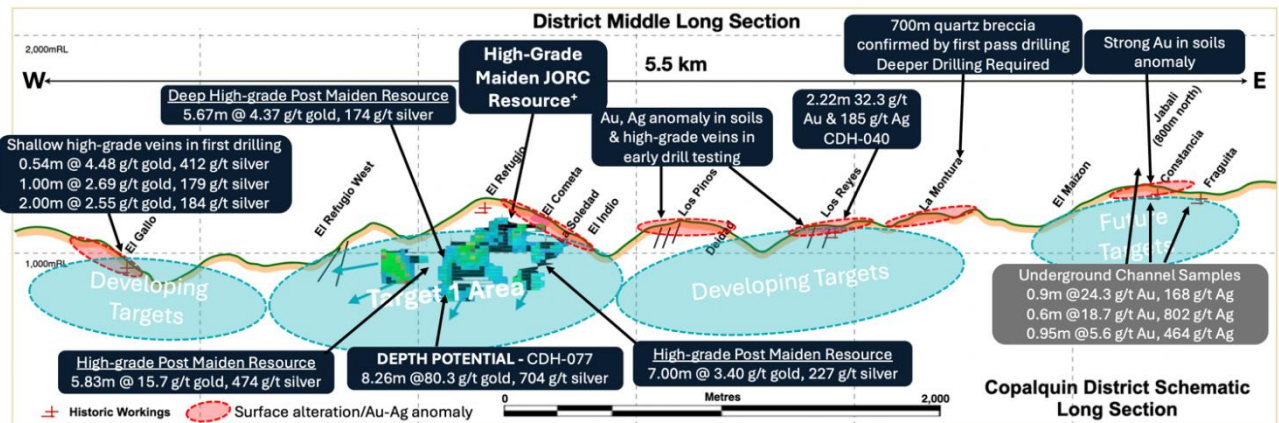 District Middle Long Section
2,000mRL
W
5.5 km
E
High-Grade
Maiden JORC
Resource+
700m quartz breccia
confirmed by first pass drilling
Deeper Drilling Required
Strong Au in soils
anomaly
Deep High-grade Post Maiden Resource
5.67m @ 4.37 g/t gold, 174 g/t silver
Au, Ag anomaly in soils
& high-grade veins in
early drill testing
2.22m 32.3 g/t
Au & 185 g/t Ag
CDH-040
Shallow high-grade veins in first drilling
0.54m @ 4.48 g/t gold, 412 g/t silver
1.00m @ 2.69 g/t gold, 179 g/t silver
2.00m @ 2.55 g/t gold, 184 g/t silver
El Gallo
El Refugio West
El Refugio
El Cometa
La Soledad
El Indio
Los Pinos
Los Reyes
La Montura
El Maizon
Jabali
(800m north)
Constancia
Fraguita
1,000mRL
Developing
Targets
Target 1 Area
Developing Targets
Future
Targets
Underground Channel Samples
0.9m @24.3 g/t Au, 168 g/t Ag
0.6m @18.7 g/t Au, 802 g/t Ag
0.95m @5.6 g/t Au, 464 g/t Ag
High-grade Post Maiden Resource
5.83m @ 15.7 g/t gold, 474 g/t silver
DEPTH POTENTIAL - CDH-077
8.26m @80.3 g/t gold, 704 g/t silver
High-grade Post Maiden Resource
7.00m @ 3.40 g/t gold, 227 g/t silver
Historic Workings
Surface alteration/Au-Ag anomaly
0
Metres
2,000
Copalquin District Schematic
Long Section